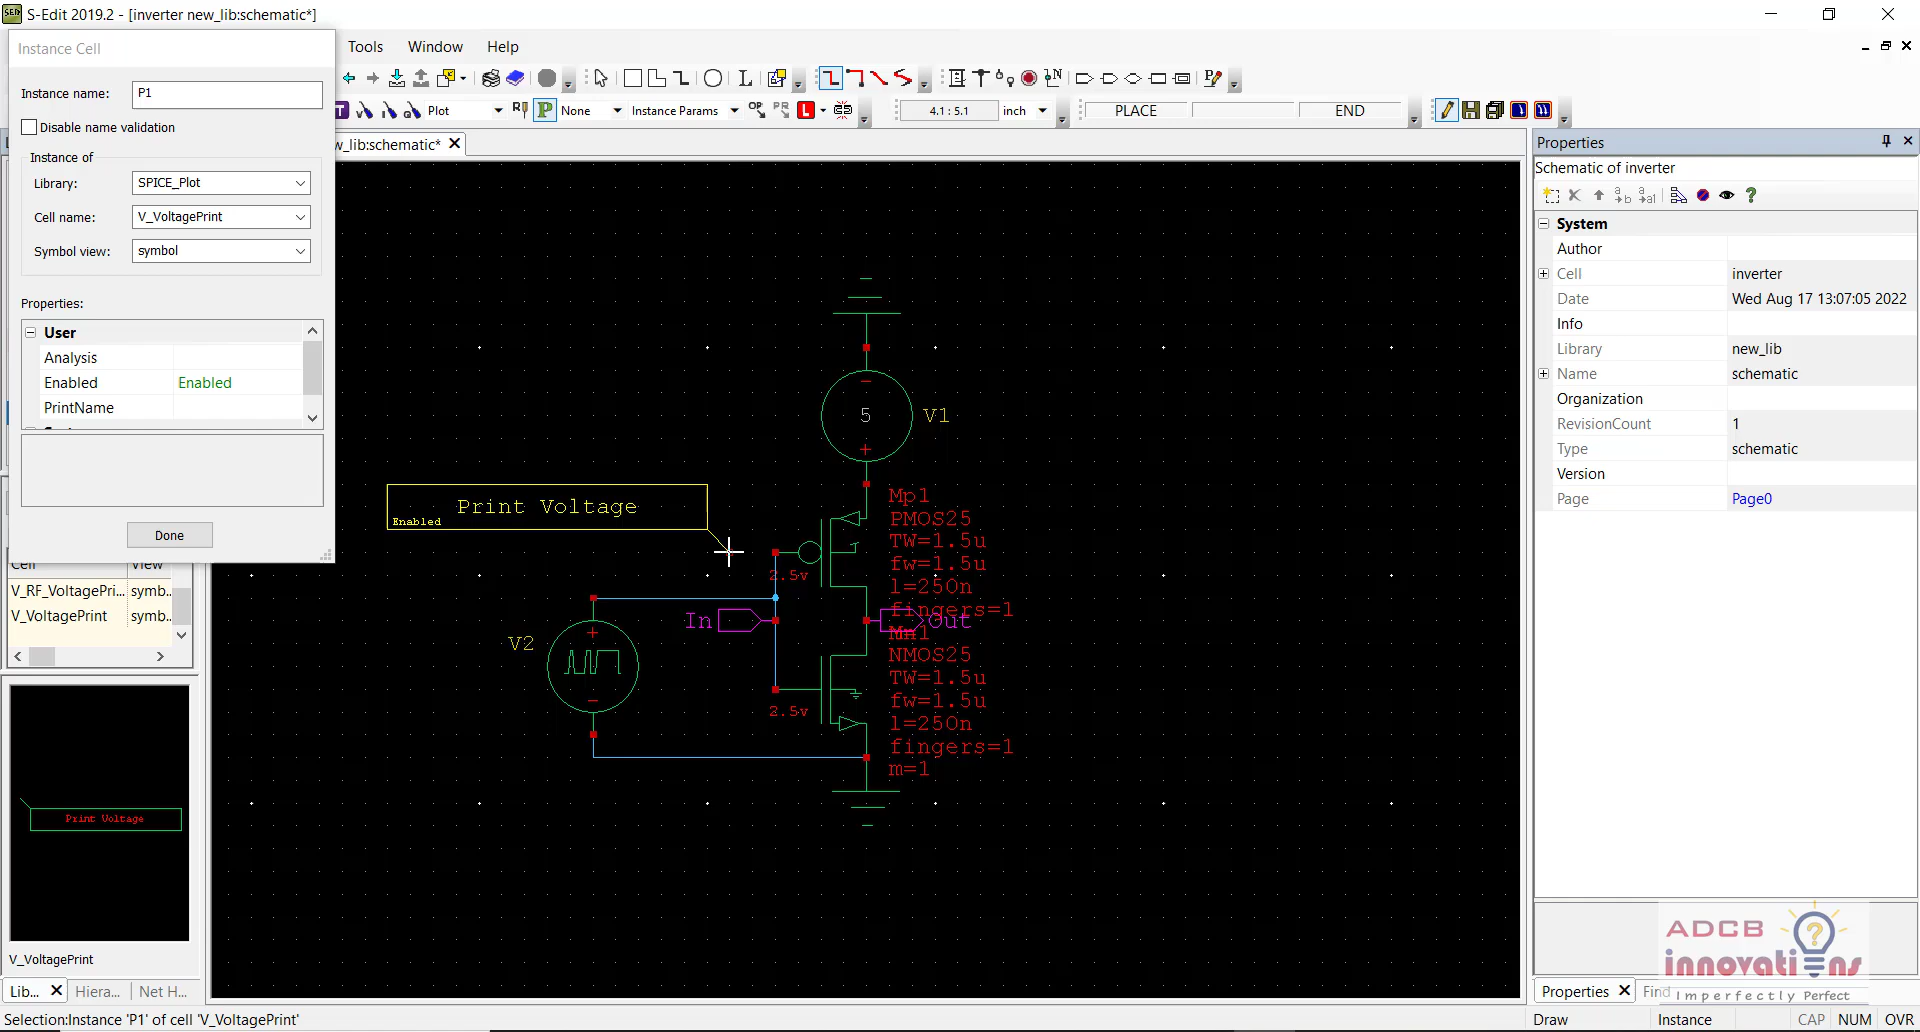 S-Edit 2019.2 - [inverter new_lib:schematic*]
Instance Cell
Tools Window Help
Instance name: P1
Disable name validation
Instance of
Library: SPICE_Plot
Cell name: V_VoltagePrint
Symbol view: symbol
Properties:
User
Analysis
Enabled Enabled
PrintName
Done
Plot
None
Instance Params
4.1 : 5.1
inch
PLACE
END
w_lib:schematic*
Cell View
V_RF_VoltagePri... symb...
V_VoltagePrint symb...
Print Voltage
V_VoltagePrint
Lib... Hiera... Net H...
5
V1
Print Voltage
Enabled
Mp1
PMOS25
TW=1.5u
fw=1.5u
l=250n
fingers=1
2.5v
In
Out
V2
Mn1
NMOS25
TW=1.5u
fw=1.5u
l=250n
fingers=1
m=1
2.5v
Properties
Schematic of inverter
System
Author
Cell inverter
Date Wed Aug 17 13:07:05 2022
Info
Library new_lib
Name schematic
Organization
RevisionCount 1
Type schematic
Version
Page Page0
ADCB
innovations
Imperfectly Perfect
Properties Find
Selection:Instance 'P1' of cell 'V_VoltagePrint'
Draw Instance CAP NUM OVR